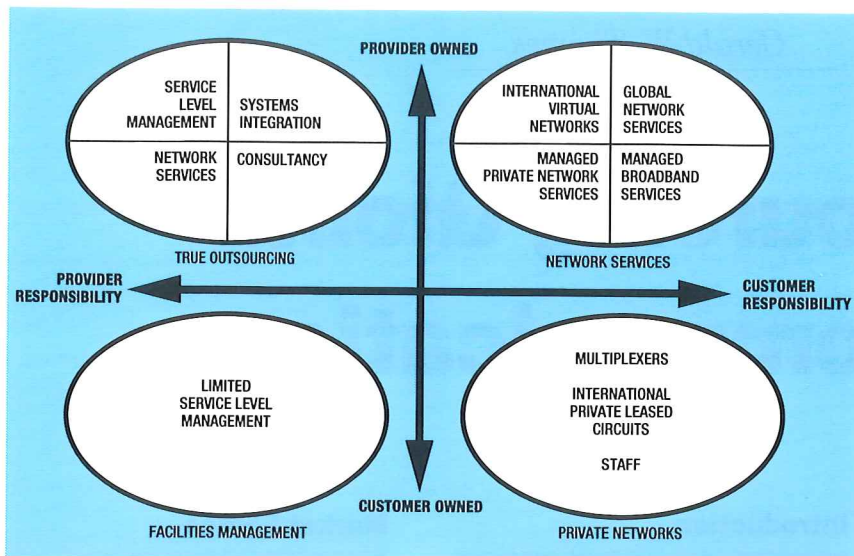 PROVIDER OWNED
SERVICE
LEVEL
MANAGEMENT
SYSTEMS
INTEGRATION
NETWORK
SERVICES
CONSULTANCY
TRUE OUTSOURCING
INTERNATIONAL
VIRTUAL
NETWORKS
GLOBAL
NETWORK
SERVICES
MANAGED
PRIVATE NETWORK
SERVICES
MANAGED
BROADBAND
SERVICES
NETWORK SERVICES
PROVIDER
RESPONSIBILITY
CUSTOMER
RESPONSIBILITY
LIMITED
SERVICE LEVEL
MANAGEMENT
FACILITIES MANAGEMENT
MULTIPLEXERS
INTERNATIONAL
PRIVATE LEASED
CIRCUITS
STAFF
PRIVATE NETWORKS
CUSTOMER OWNED